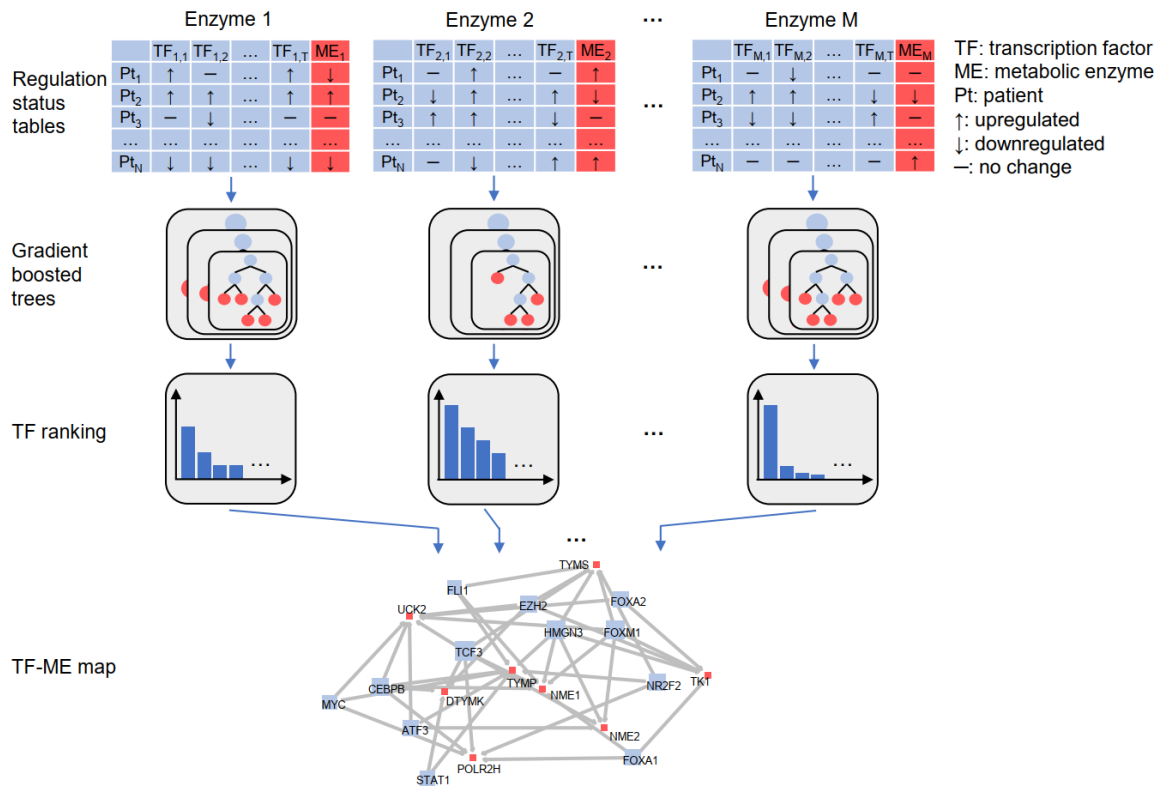 Enzyme 1 Enzyme 2 ... Enzyme M
Regulation
status
tables
TF1,1 TF1,2 ... TF1,T ME1
Pt1 ↑ − ↑ ↓
Pt2 ↑ ↑ ... ↑ ↑
Pt3 − ↓ ... − −
... ... ... ... ... ...
PtN ↓ ↓ ... ↓ ↓
TF2,1 TF2,2 ... TF2,T ME2
Pt1 − ↑ ... − ↑
Pt2 ↓ ↑ ... ↑ ↓
Pt3 ↑ ↑ ... ↓ −
... ... ... ... ... ...
PtN − ↓ ... ↑ ↑
...
TFM,1 TFM,2 ... TFM,T MEM
Pt1 − ↓ ... − −
Pt2 ↑ ↑ ... ↓ ↓
Pt3 ↓ ↓ ... ↑ −
... ... ... ... ... ...
PtN − − ... − ↑
TF: transcription factor
ME: metabolic enzyme
Pt: patient
↑: upregulated
↓: downregulated
−: no change
Gradient
boosted
trees
...
TF ranking
... ... ... ...
...
TF-ME map
TYMS
FLI1
EZH2
FOXA2
UCK2
HMGN3
FOXM1
TCF3
CEBPB
TYMP
NR2F2
TK1
MYC
DTYMK
NME1
ATF3
NME2
FOXA1
POLR2H
STAT1